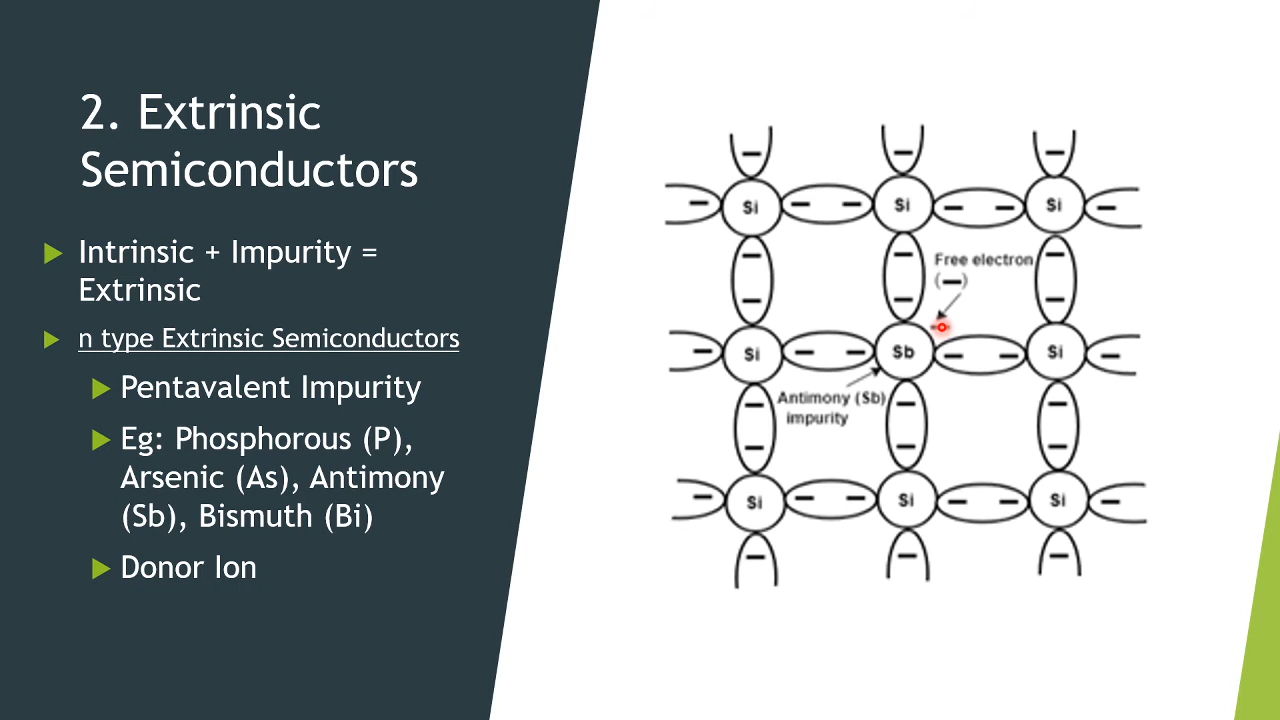 2. Extrinsic
Semiconductors
Intrinsic + Impurity =
Extrinsic
n type Extrinsic Semiconductors
Pentavalent Impurity
Eg: Phosphorous (P),
Arsenic (As), Antimony
(Sb), Bismuth (Bi)
Donor Ion
Si Si Si
Free electron
(−)
Si Sb Si
Antimony (Sb)
impurity
Si Si Si